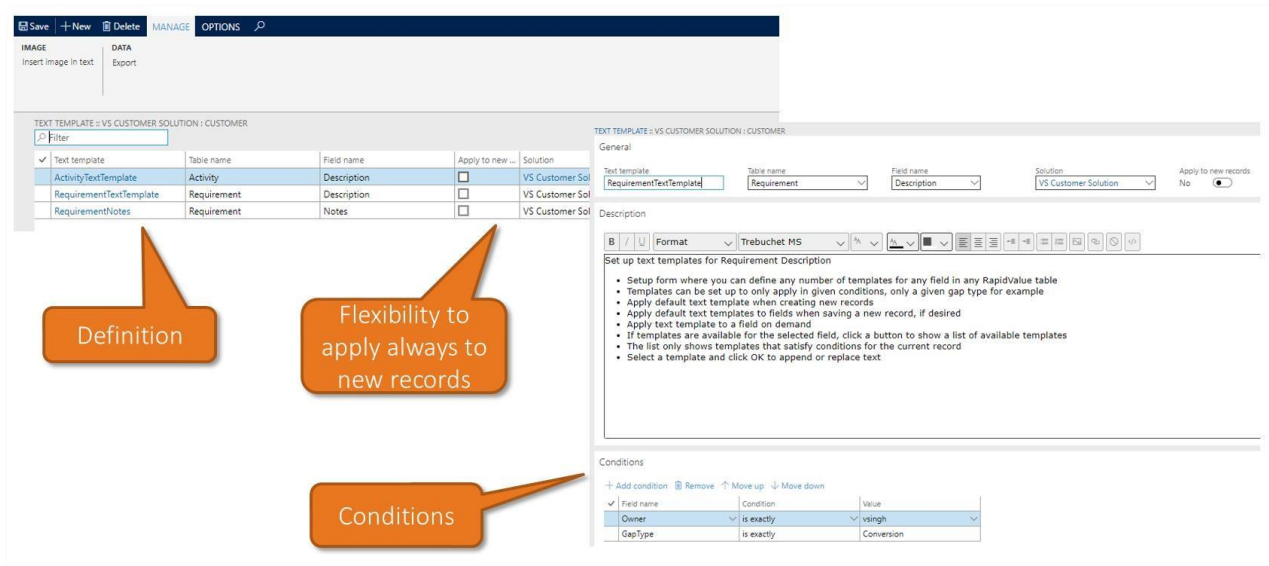 Save + New Delete MANAGE OPTIONS
IMAGE DATA
Insert image in text Export
TEXT TEMPLATE :: VS CUSTOMER SOLUTION : CUSTOMER
Filter
Text template Table name Field name Apply to new ... Solution
ActivityTextTemplate Activity Description VS Customer Sol
RequirementTextTemplate Requirement Description VS Customer Sol
RequirementNotes Requirement Notes VS Customer Sol
Definition
Flexibility to
apply always to
new records
Conditions
TEXT TEMPLATE :: VS CUSTOMER SOLUTION : CUSTOMER
General
Text template Table name Field name Solution Apply to new records
RequirementTextTemplate Requirement Description VS Customer Solution No
Description
B I U Format Trebuchet MS
Set up text templates for Requirement Description
• Setup form where you can define any number of templates for any field in any RapidValue table
• Templates can be set up to only apply in given conditions, only a given gap type for example
• Apply default text template when creating new records
• Apply default text templates to fields when saving a new record, if desired
• Apply text template to a field on demand
• If templates are available for the selected field, click a button to show a list of available templates
• The list only shows templates that satisfy conditions for the current record
• Select a template and click OK to append or replace text
Conditions
+ Add condition Remove ↑ Move up ↓ Move down
Field name Condition Value
Owner is exactly vsingh
GapType is exactly Conversion